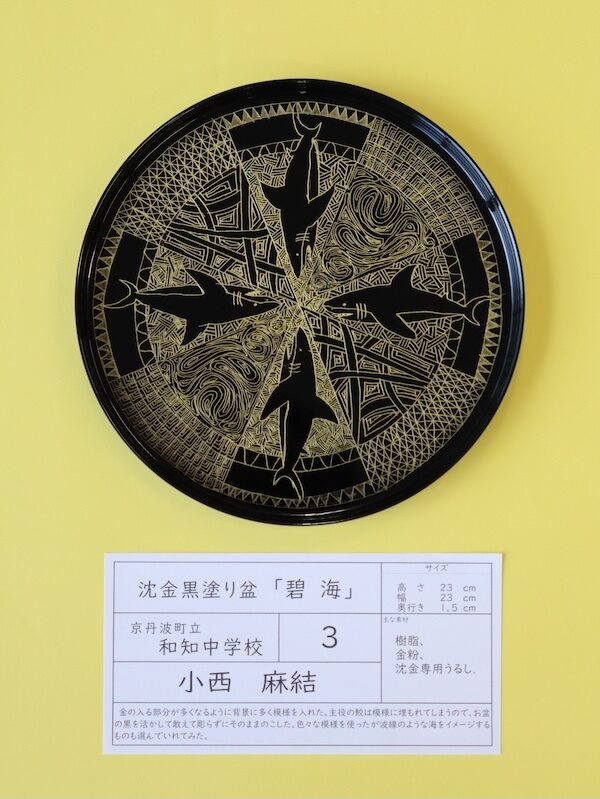 沈金黒塗り盆 「碧 海」
サイズ
高 さ 23 cm
幅 23 cm
奥行き 1,5 cm
京丹波町立
和知中学校
3
主な素材
樹脂、
金粉、
沈金専用うるし、
小西 麻結
金の入る部分が多くなるように背景に多く模様を入れた。主役の鮫は模様に埋もれてしまうので、お盆
の黒を活かして敢えて彫らずにそのままのこした。色々な模様を使ったが波線のような海をイメージする
ものも選んでいれてみた。